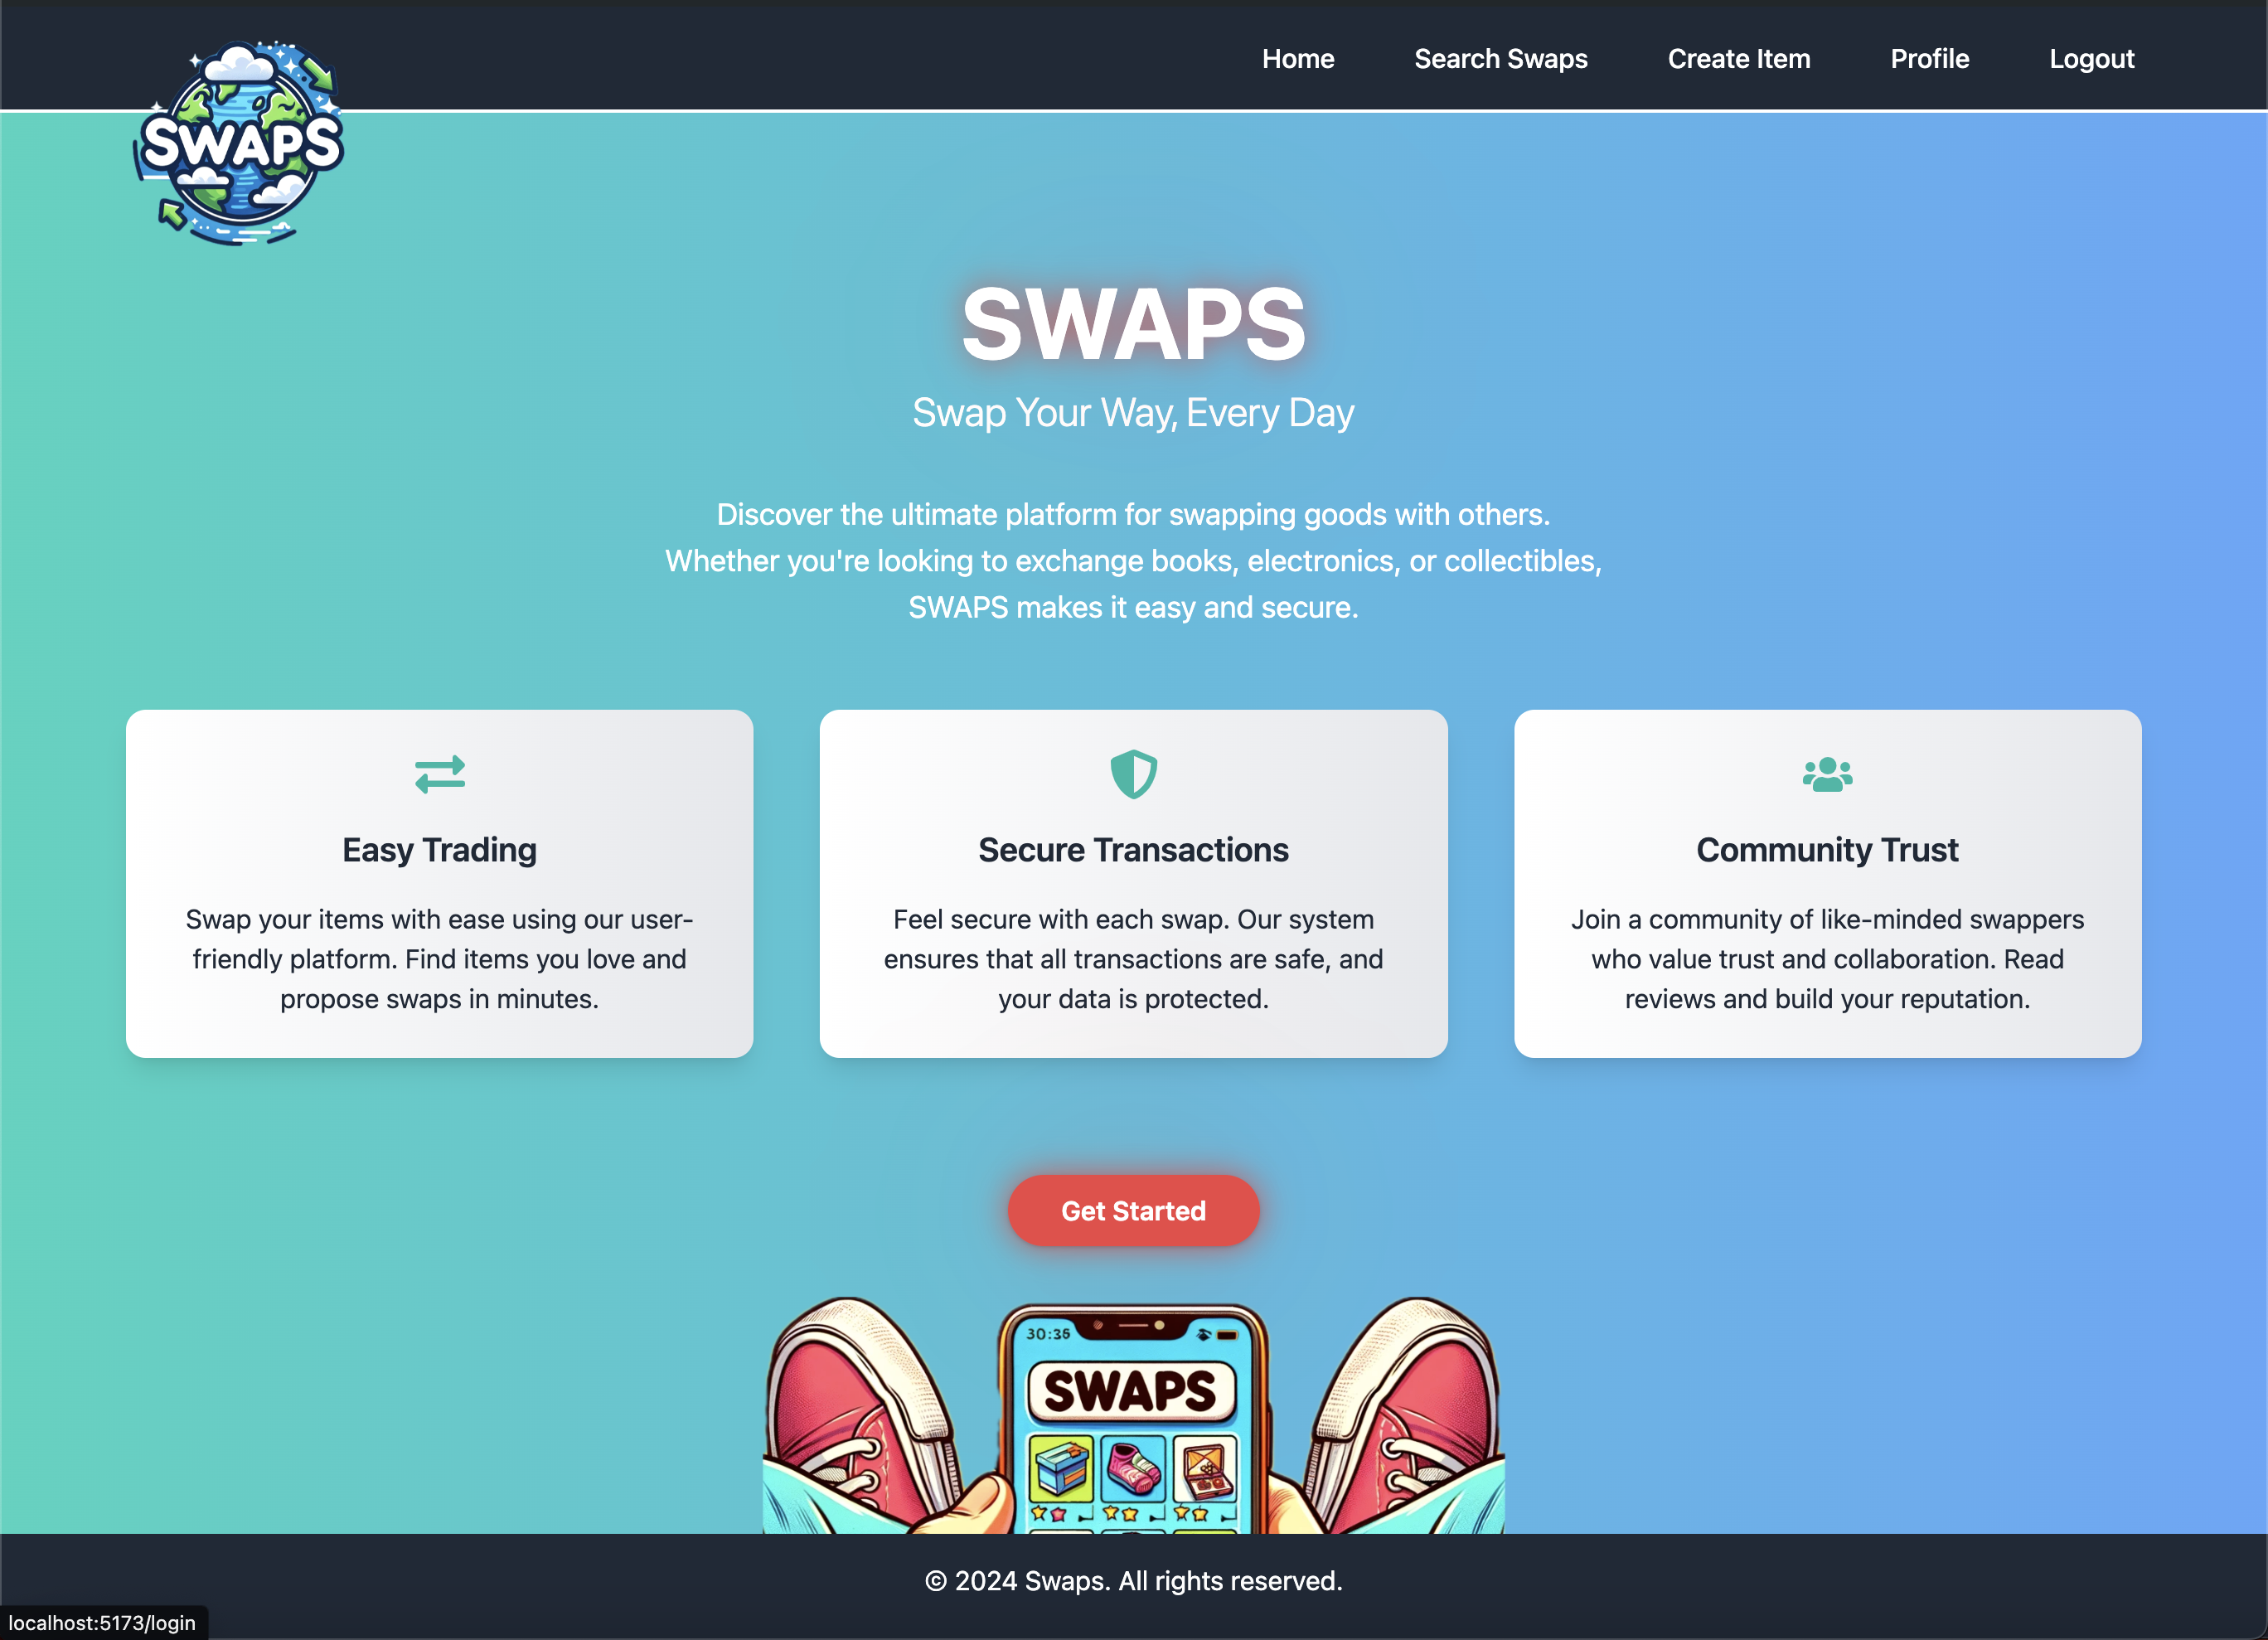 Home Search Swaps Create Item Profile Logout
SWAPS
SWAPS
Swap Your Way, Every Day
Discover the ultimate platform for swapping goods with others.
Whether you're looking to exchange books, electronics, or collectibles,
SWAPS makes it easy and secure.
Easy Trading
Swap your items with ease using our user-
friendly platform. Find items you love and
propose swaps in minutes.
Secure Transactions
Feel secure with each swap. Our system
ensures that all transactions are safe, and
your data is protected.
Community Trust
Join a community of like-minded swappers
who value trust and collaboration. Read
reviews and build your reputation.
Get Started
30:36
SWAPS
© 2024 Swaps. All rights reserved.
localhost:5173/login